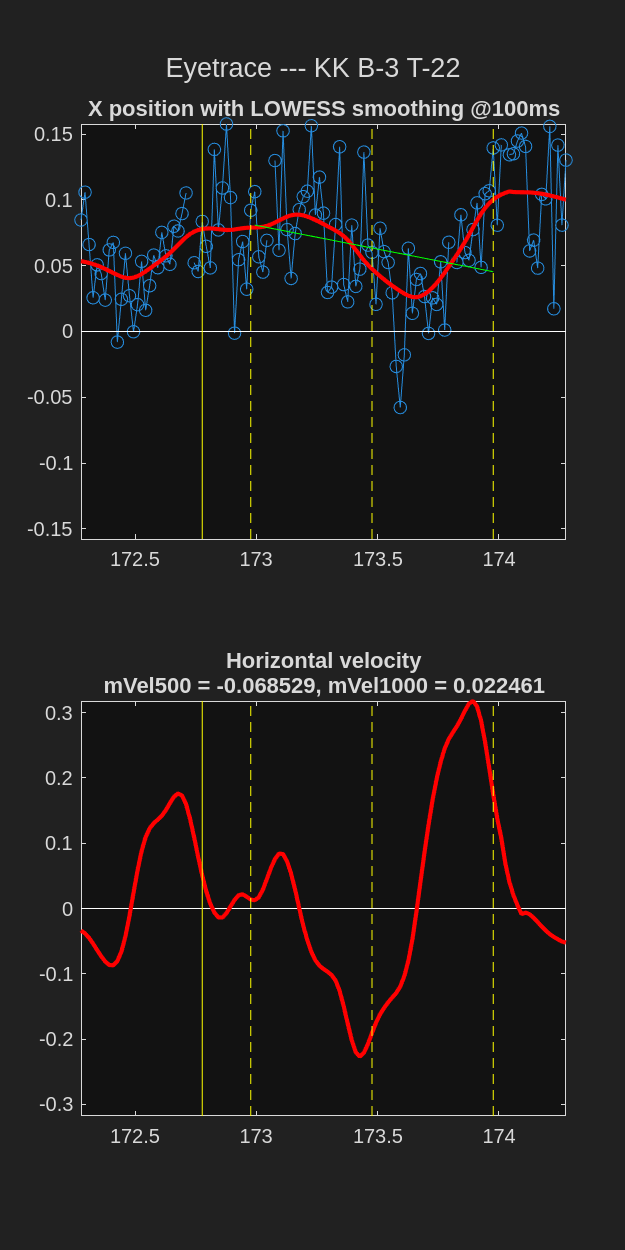 Eyetrace --- KK B-3 T-22
X position with LOWESS smoothing @100ms
0.15
0.1
0.05
0
-0.05
-0.1
-0.15
172.5 173 173.5 174
Horizontal velocity
mVel500 = -0.068529, mVel1000 = 0.022461
0.3
0.2
0.1
0
-0.1
-0.2
-0.3
172.5 173 173.5 174